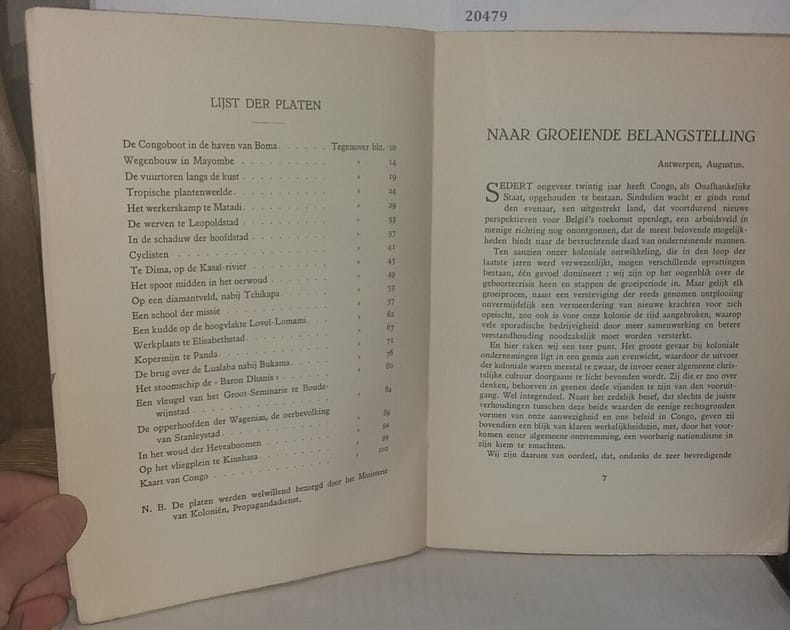 20479
LIJST DER PLATEN
De Congoboot in de haven van Boma . . . . . . Tegenover blz. 10
Wegenbouw in Mayombe . . . . . . . . . . » 14
De vuurtoren langs de kust . . . . . . . . . . » 19
Tropische plantenweelde . . . . . . . . . . » 24
Het werkerskamp te Matadi . . . . . . . . . . » 29
De werven te Leopoldstad . . . . . . . . . . » 33
In de schaduw der hoofdstad . . . . . . . . . . » 37
Cyclisten . . . . . . . . . . » 41
Te Dima, op de Kasaï-rivier . . . . . . . . . . » 45
Het spoor midden in het oerwoud . . . . . . . . . . » 49
Op een diamantveld, nabij Tchikapa . . . . . . . . . . » 53
Een school der missie . . . . . . . . . . » 57
Een kudde op de hoogvlakte Lovoï-Lomami . . . . . . » 62
Werkplaats te Elisabethstad . . . . . . . . . . » 67
Kopermijn te Panda . . . . . . . . . . » 71
De brug over de Lualaba nabij Bukama . . . . . . . . » 76
Het stoomschip de « Baron Dhanis » . . . . . . . . » 80
Een vleugel van het Groot-Seminarie te Boude-
wijnstad . . . . . . . . . . » 84
De opperhoofden der Wagenias, de oerbevolking
van Stanleystad . . . . . . . . . . » 89
In het woud der Heveaboomen . . . . . . . . . . » 94
Op het vliegplein te Kinshasa . . . . . . . . . . » 99
Kaart van Congo . . . . . . . . . . » 102
N. B. De platen werden welwillend bezorgd door het Ministerie
van Koloniën, Propagandadienst.
NAAR GROEIENDE BELANGSTELLING
Antwerpen, Augustus.
SEDERT ongeveer twintig jaar heeft Congo, als Onafhankelijke
Staat, opgehouden te bestaan. Sindsdien wacht er ginds rond
den evenaar, een uitgestrekt land, dat voortdurend nieuwe
perspektieven voor België's toekomst openlegt, een arbeidsveld in
menige richting nog onontgonnen, dat de meest belovende mogelijk-
heden biedt naar de bevruchtende daad van ondernemende mannen.
Ten aanzien onzer koloniale ontwikkeling, die in den loop der
laatste jaren werd verwezenlijkt, mogen verschillende opvattingen
bestaan, één gevoel domineert : wij zijn op het oogenblik over de
geboortecrisis heen en stappen de groeiperiode in. Maar gelijk elk
groeiproces, naast een versteviging der reeds genomen ontplooiing
onvermijdelijk een vermeerdering van nieuwe krachten voor zich
opeischt, zoo ook is voor onze kolonie de tijd aangebroken, waarop
vele sporadische bedrijvigheid door meer samenwerking en betere
verstandhouding noodzakelijk moet worden versterkt.
En hier raken wij een teer punt. Het groote gevaar bij koloniale
ondernemingen ligt in een gemis aan evenwicht, waardoor de uitvoer
der koloniale waren meestal te zwaar, de invoer eener algemeene chris-
telijke cultuur doorgaans te licht bevonden wordt. Zij die er zoo over
denken, behoeven in geenen deele vijanden te zijn van den vooruit-
gang. Wel integendeel. Naast het zedelijk besef, dat slechts de juiste
verhoudingen tusschen deze beide waarden de eenige rechtsgronden
vormen van onze aanwezigheid en ons beleid in Congo, geven zij
bovendien een blijk van klaren werkelijkheidszin, met, door het voor-
komen eener algemeene ontstemming, een voorbarig nationalisme in
zijn kiem te smachten.
Wij zijn daarom van oordeel, dat, ondanks de zeer bevredigende
7